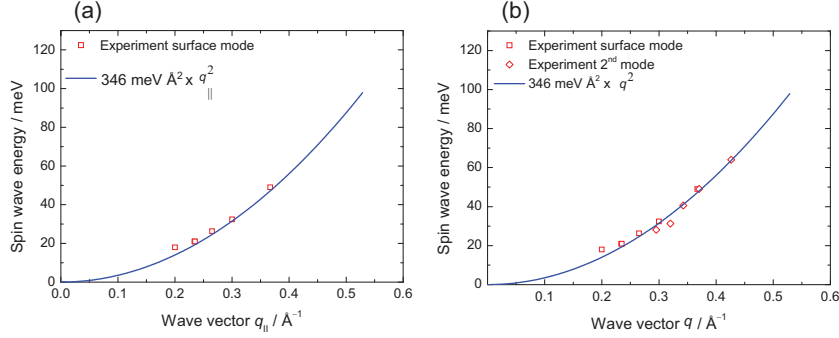 (a)
120
100
80
60
40
20
0
Spin wave energy / meV
Experiment surface mode
346 meV Å² x q²||
0.0 0.1 0.2 0.3 0.4 0.5 0.6
Wave vector q|| / Å⁻¹
(b)
120
100
80
60
40
20
0
Spin wave energy / meV
Experiment surface mode
Experiment 2nd mode
346 meV Å² x q²
0.1 0.2 0.3 0.4 0.5 0.6
Wave vector q / Å⁻¹